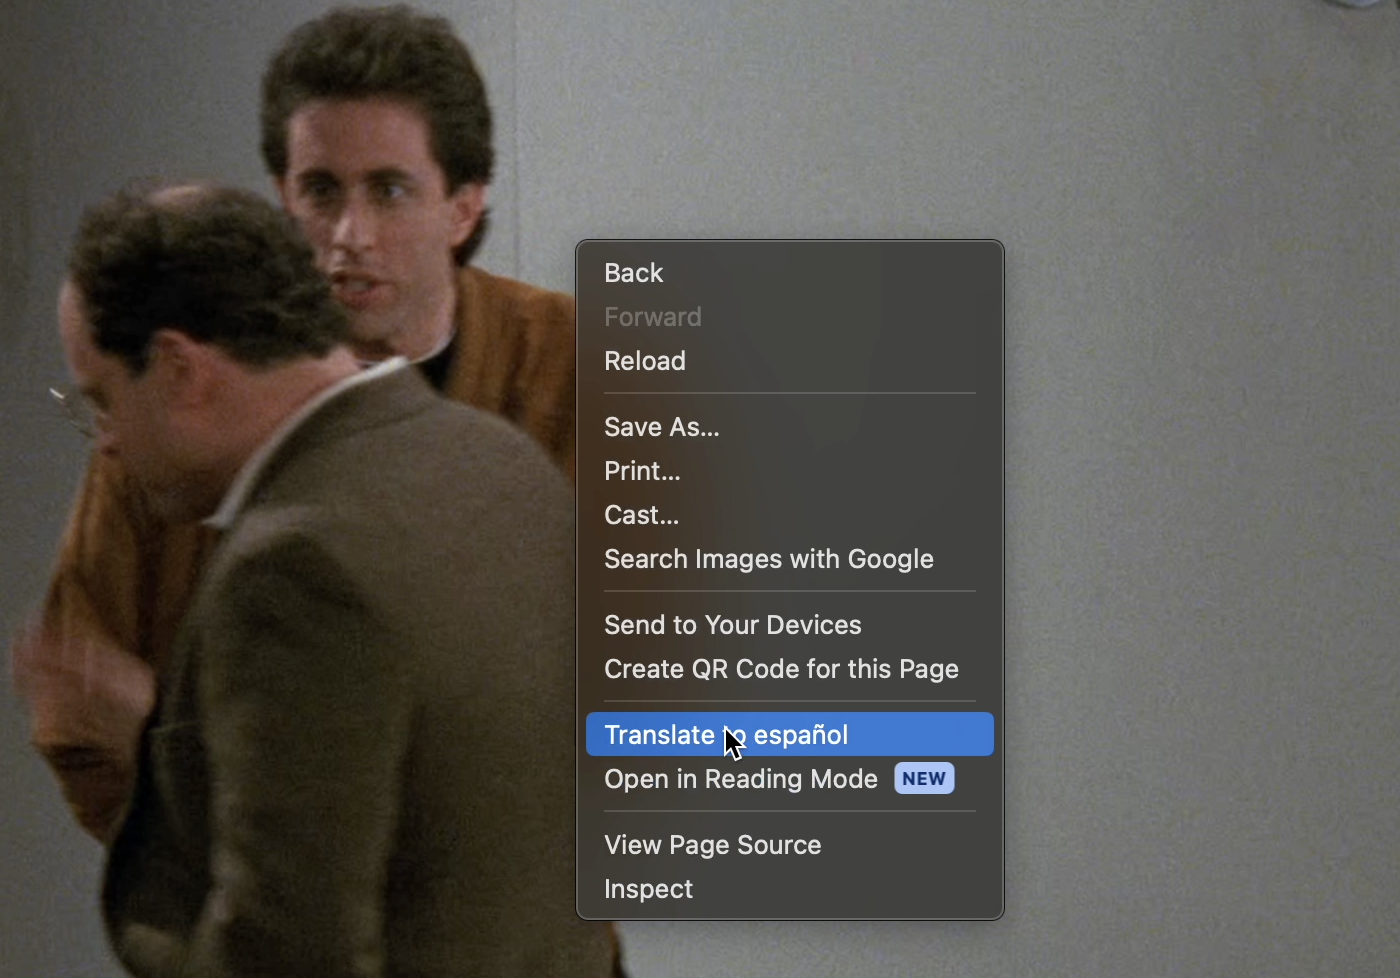 Back
Forward
Reload
Save As...
Print...
Cast...
Search Images with Google
Send to Your Devices
Create QR Code for this Page
Translate to español
Open in Reading Mode NEW
View Page Source
Inspect